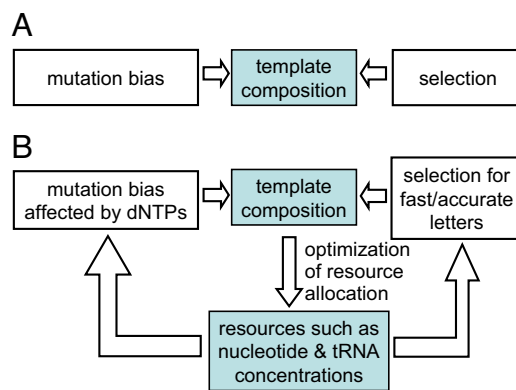 A
mutation bias
template
composition
selection
B
mutation bias
affected by dNTPs
template
composition
selection for
fast/accurate
letters
optimization
of resource
allocation
resources such as
nucleotide & tRNA
concentrations